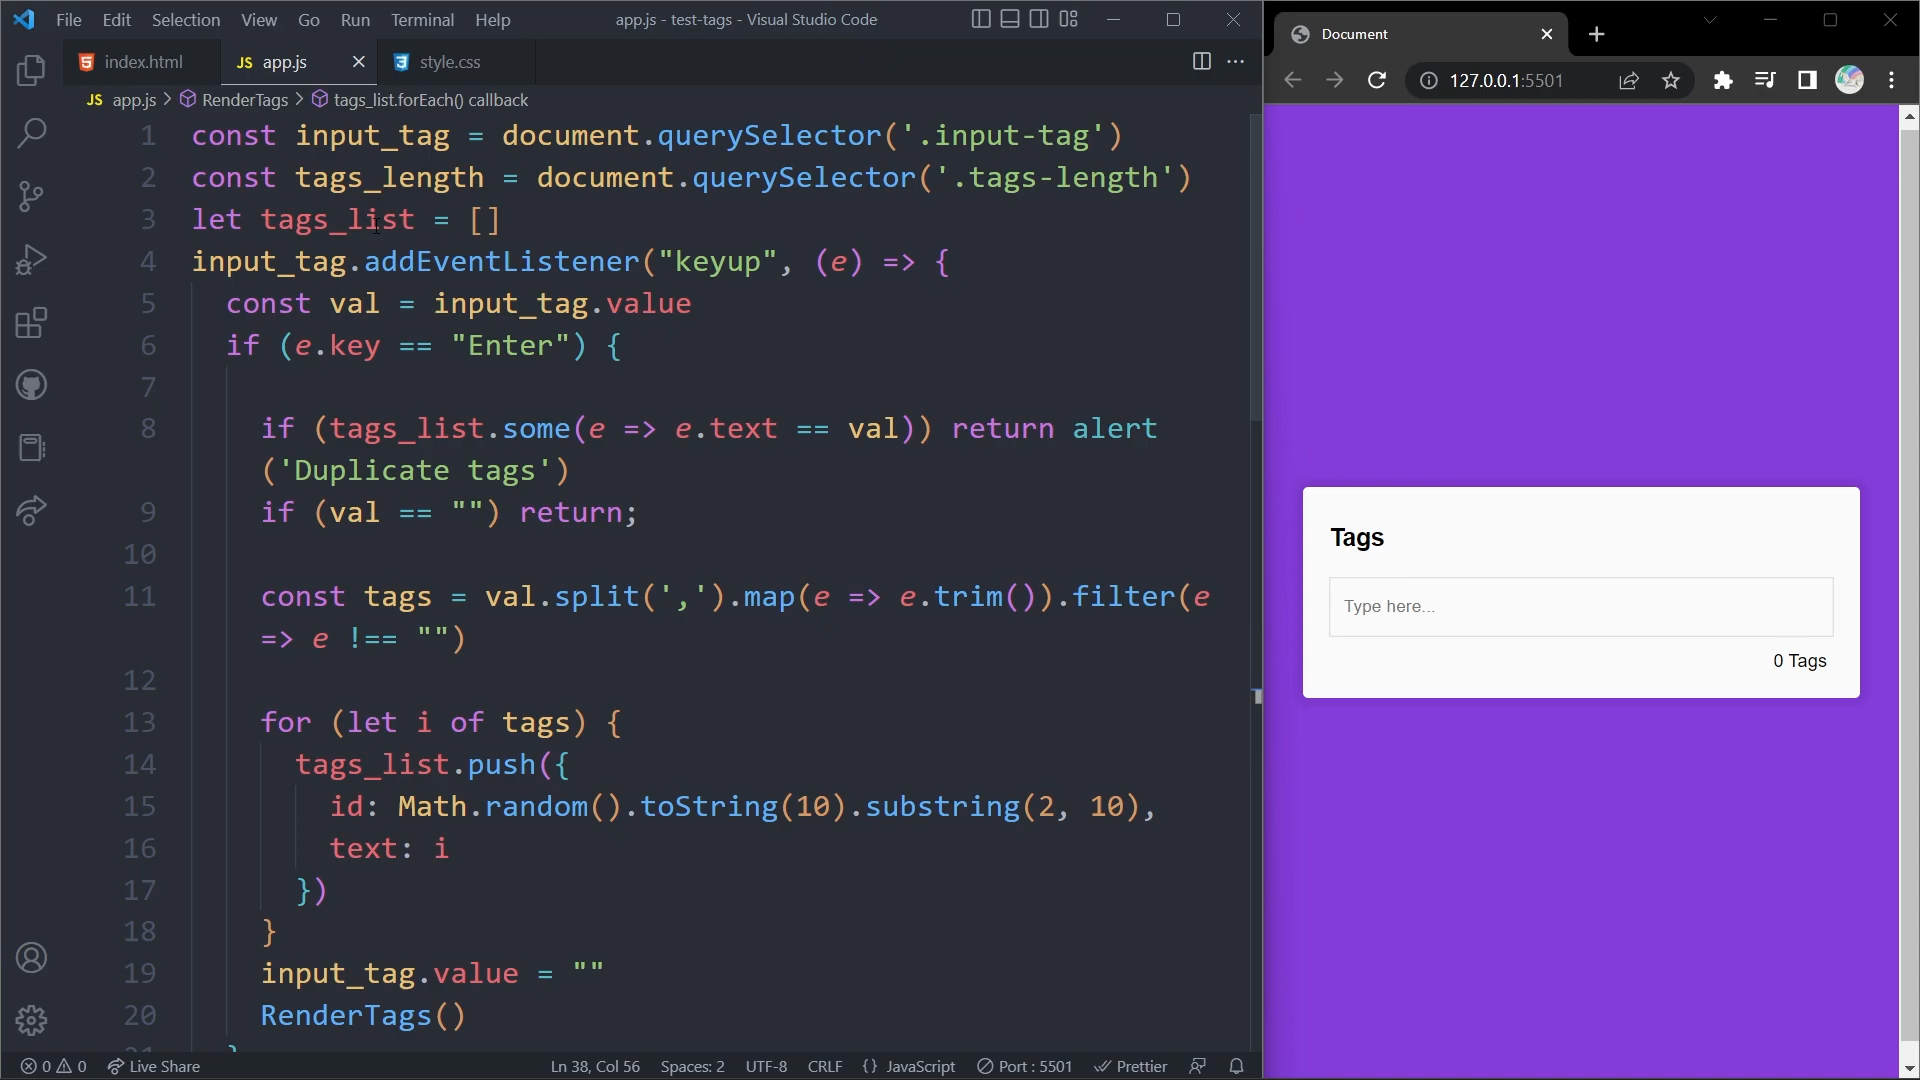 File Edit Selection View Go Run Terminal Help app.js - test-tags - Visual Studio Code
index.html JS app.js style.css
JS app.js > RenderTags > tags_list.forEach() callback
1 const input_tag = document.querySelector('.input-tag')
2 const tags_length = document.querySelector('.tags-length')
3 let tags_list = []
4 input_tag.addEventListener("keyup", (e) => {
5 const val = input_tag.value
6 if (e.key == "Enter") {
7
8 if (tags_list.some(e => e.text == val)) return alert
('Duplicate tags')
9 if (val == "") return;
10
11 const tags = val.split(',').map(e => e.trim()).filter(e
=> e !== "")
12
13 for (let i of tags) {
14 tags_list.push({
15 id: Math.random().toString(10).substring(2, 10),
16 text: i
17 })
18 }
19 input_tag.value = ""
20 RenderTags()
21 }
0 0 Live Share Ln 38, Col 56 Spaces: 2 UTF-8 CRLF {} JavaScript Port : 5501 Prettier
Document
127.0.0.1:5501
Tags
Type here...
0 Tags